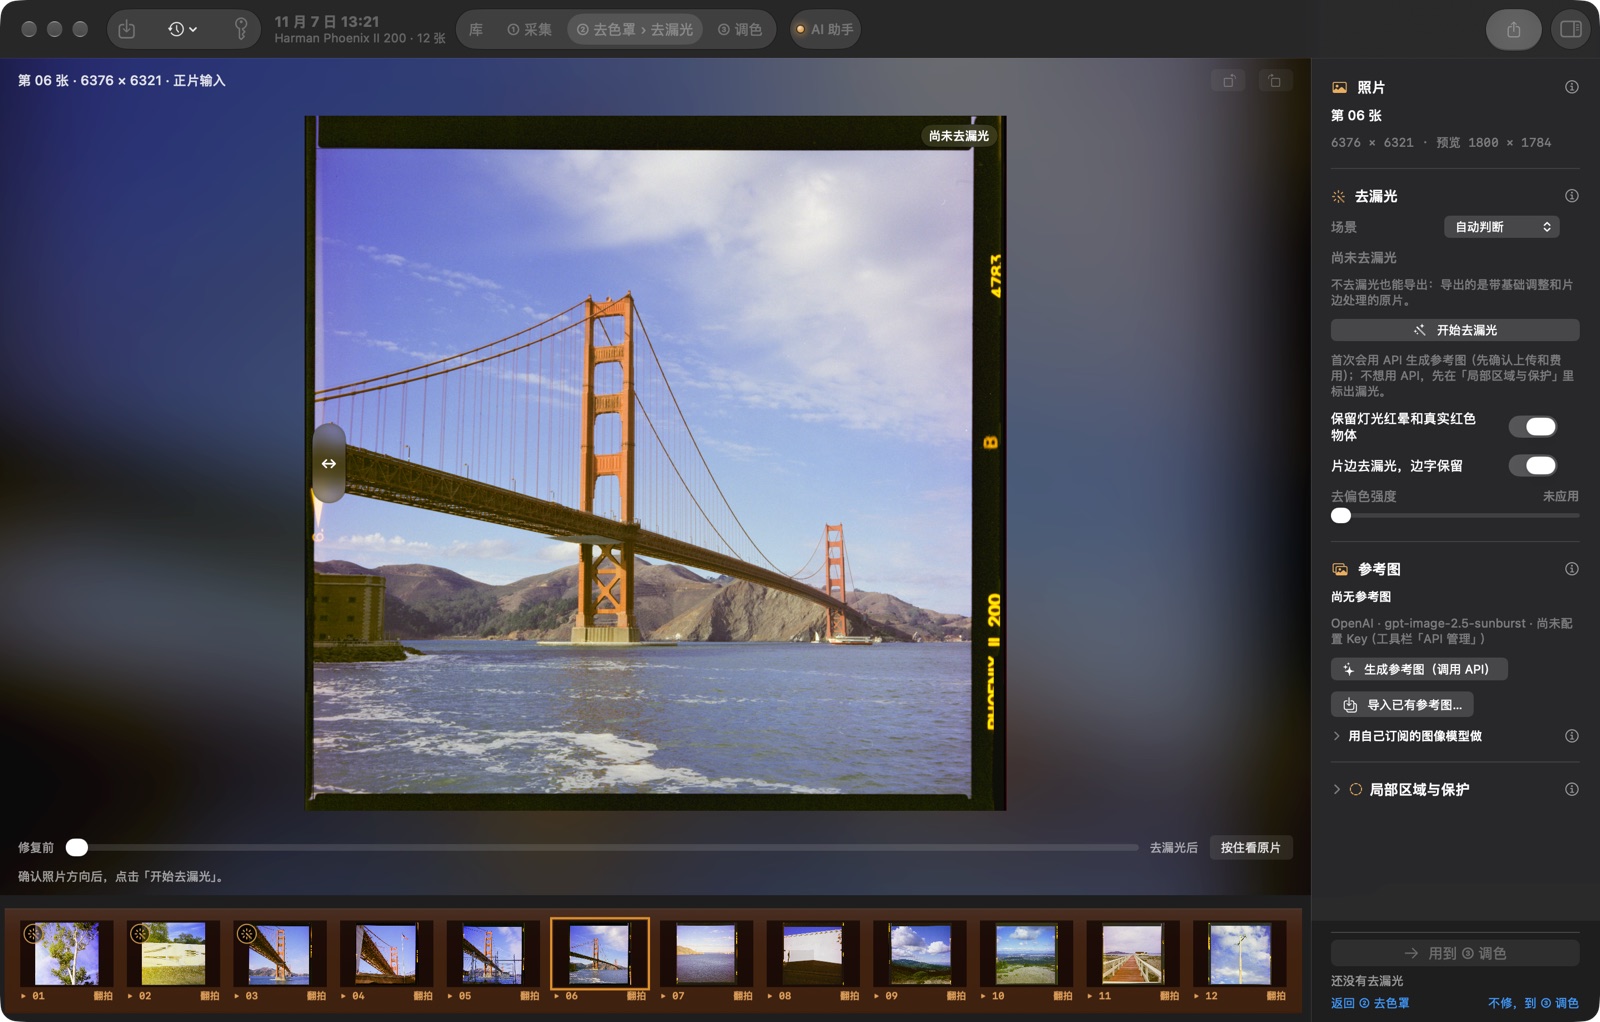 11 月 7 日 13:21
Harman Phoenix II 200 · 12 张
库
① 采集
② 去色罩 › 去漏光
③ 调色
AI 助手
第 06 张 · 6376 × 6321 · 正片输入
尚未去漏光
4783
B
PHOENIX II 200
修复前
去漏光后
按住看原片
确认照片方向后，点击「开始去漏光」。
01 翻拍
02 翻拍
03 翻拍
04 翻拍
05 翻拍
06 翻拍
07 翻拍
08 翻拍
09 翻拍
10 翻拍
11 翻拍
12 翻拍
照片
第 06 张
6376 × 6321 · 预览 1800 × 1784
去漏光
场景
自动判断
尚未去漏光
不去漏光也能导出：导出的是带基础调整和片
边处理的原片。
开始去漏光
首次会用 API 生成参考图 (先确认上传和费
用)；不想用 API，先在「局部区域与保护」里
标出漏光。
保留灯光红晕和真实红色
物体
片边去漏光，边字保留
去偏色强度
未应用
参考图
尚无参考图
OpenAI · gpt-image-2.5-sunburst · 尚未配
置 Key (工具栏「API 管理」)
生成参考图（调用 API）
导入已有参考图…
用自己订阅的图像模型做
局部区域与保护
用到 ③ 调色
还没有去漏光
返回 ② 去色罩
不修，到 ③ 调色